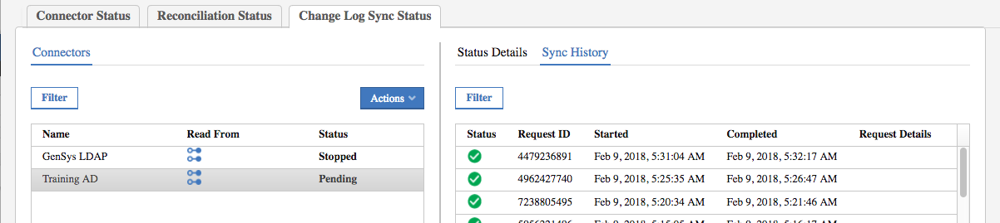 Connector Status Reconciliation Status Change Log Sync Status
Connectors
Filter Actions
Name Read From Status
GenSys LDAP Stopped
Training AD Pending
Status Details Sync History
Filter
Status Request ID Started Completed Request Details
4479236891 Feb 9, 2018, 5:31:04 AM Feb 9, 2018, 5:32:17 AM
4962427740 Feb 9, 2018, 5:25:35 AM Feb 9, 2018, 5:26:47 AM
7238805495 Feb 9, 2018, 5:20:34 AM Feb 9, 2018, 5:21:46 AM